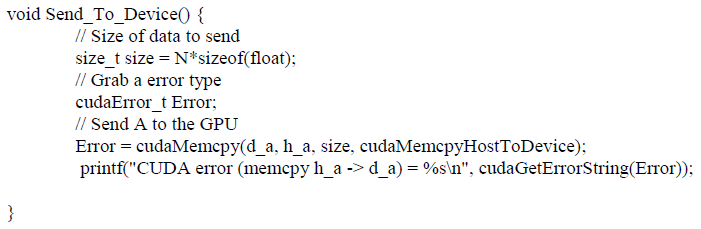 void Send_To_Device() {
// Size of data to send
size_t size = N*sizeof(float);
// Grab a error type
cudaError_t Error;
// Send A to the GPU
Error = cudaMemcpy(d_a, h_a, size, cudaMemcpyHostToDevice);
printf("CUDA error (memcpy h_a -> d_a) = %s\n", cudaGetErrorString(Error));
}